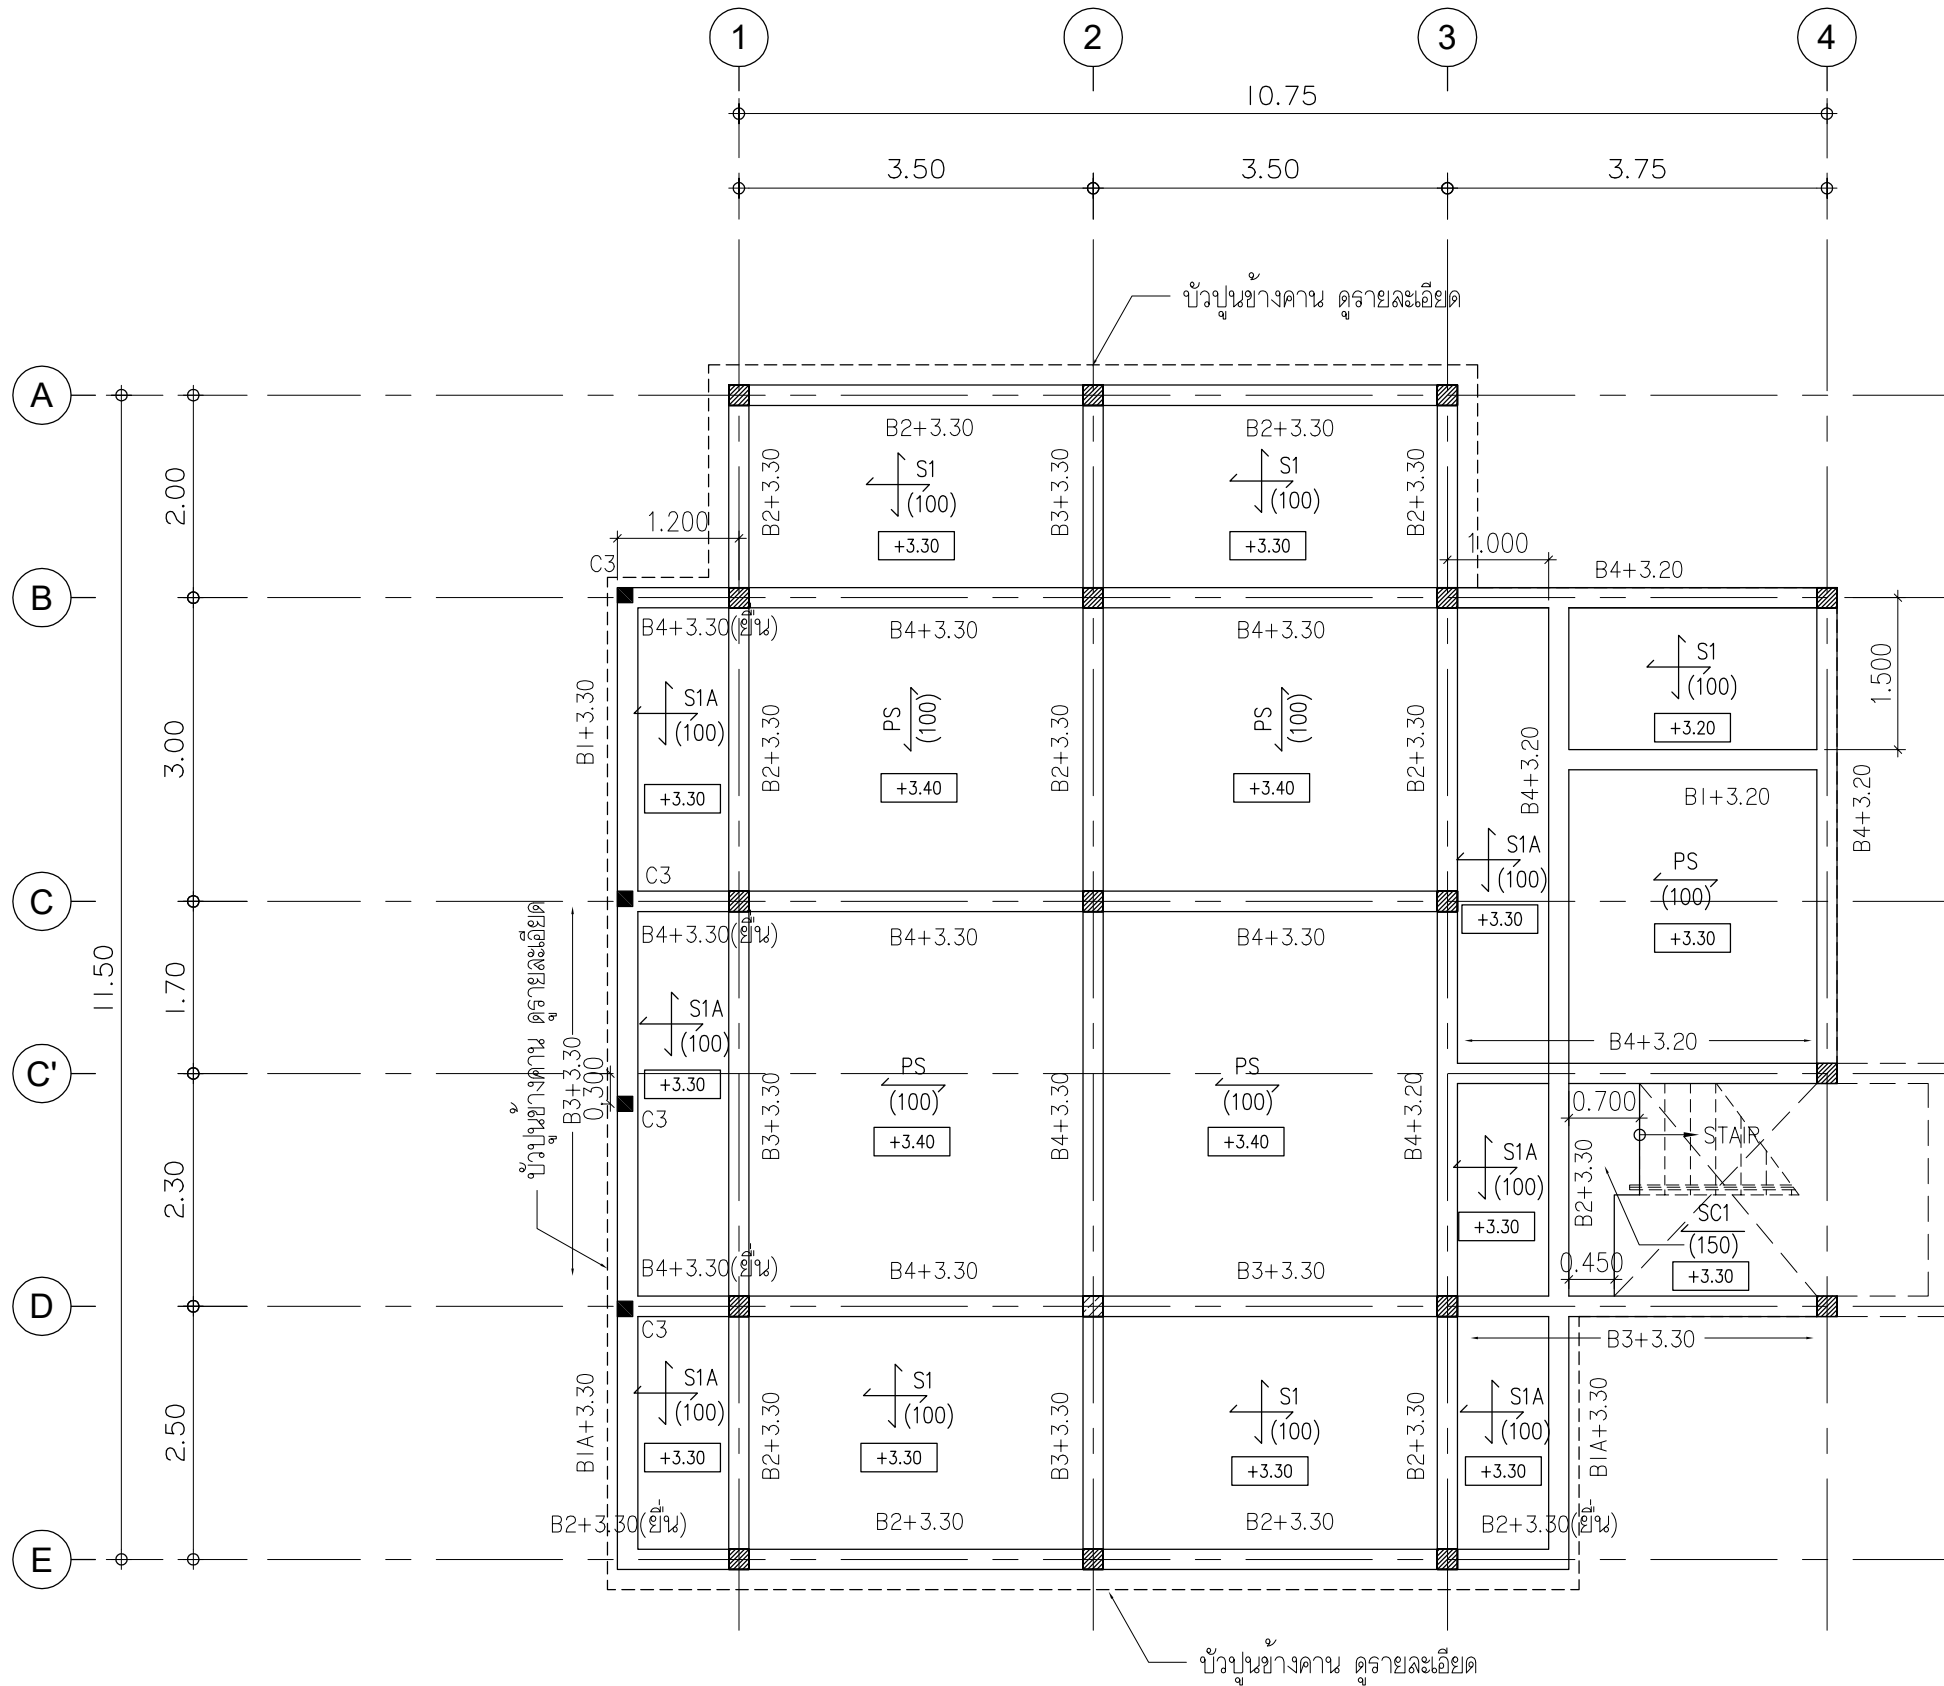 1 2 3 4
10.75
3.50 3.50 3.75
บัวปูนข้างคาน ดูรายละเอียด
A
B2+3.30 B2+3.30
2.00
B2+3.30
S1
(100)
+3.30
B3+3.30
S1
(100)
+3.30
B2+3.30
1.200
1.000
C3
B4+3.20
B
B4+3.30(ยื่น) B4+3.30 B4+3.30
3.00
B1+3.30
S1A
(100)
+3.30
B2+3.30
PS
(100)
+3.40
B2+3.30
PS
(100)
+3.40
B2+3.30
B4+3.20
S1
(100)
+3.20
1.500
B1+3.20
B4+3.20
S1A
(100)
+3.30
PS
(100)
+3.30
C3
C
B4+3.30(ยื่น) B4+3.30 B4+3.30
11.50
1.70
บัวปูนข้างคาน ดูรายละเอียด
B3+3.30
0.300
S1A
(100)
+3.30
B4+3.20
C'
C3
2.30
B3+3.30
PS
(100)
+3.40
B4+3.30
PS
(100)
+3.40
B4+3.20
S1A
(100)
+3.30
0.700
STAIR
B2+3.30
SC1
(150)
+3.30
0.450
B4+3.30(ยื่น) B4+3.30 B3+3.30
D
C3
B3+3.30
2.50
B1A+3.30
S1A
(100)
+3.30
B2+3.30
S1
(100)
+3.30
B3+3.30
S1
(100)
+3.30
B2+3.30
S1A
(100)
+3.30
B1A+3.30
B2+3.30(ยื่น) B2+3.30 B2+3.30 B2+3.30(ยื่น)
E
บัวปูนข้างคาน ดูรายละเอียด